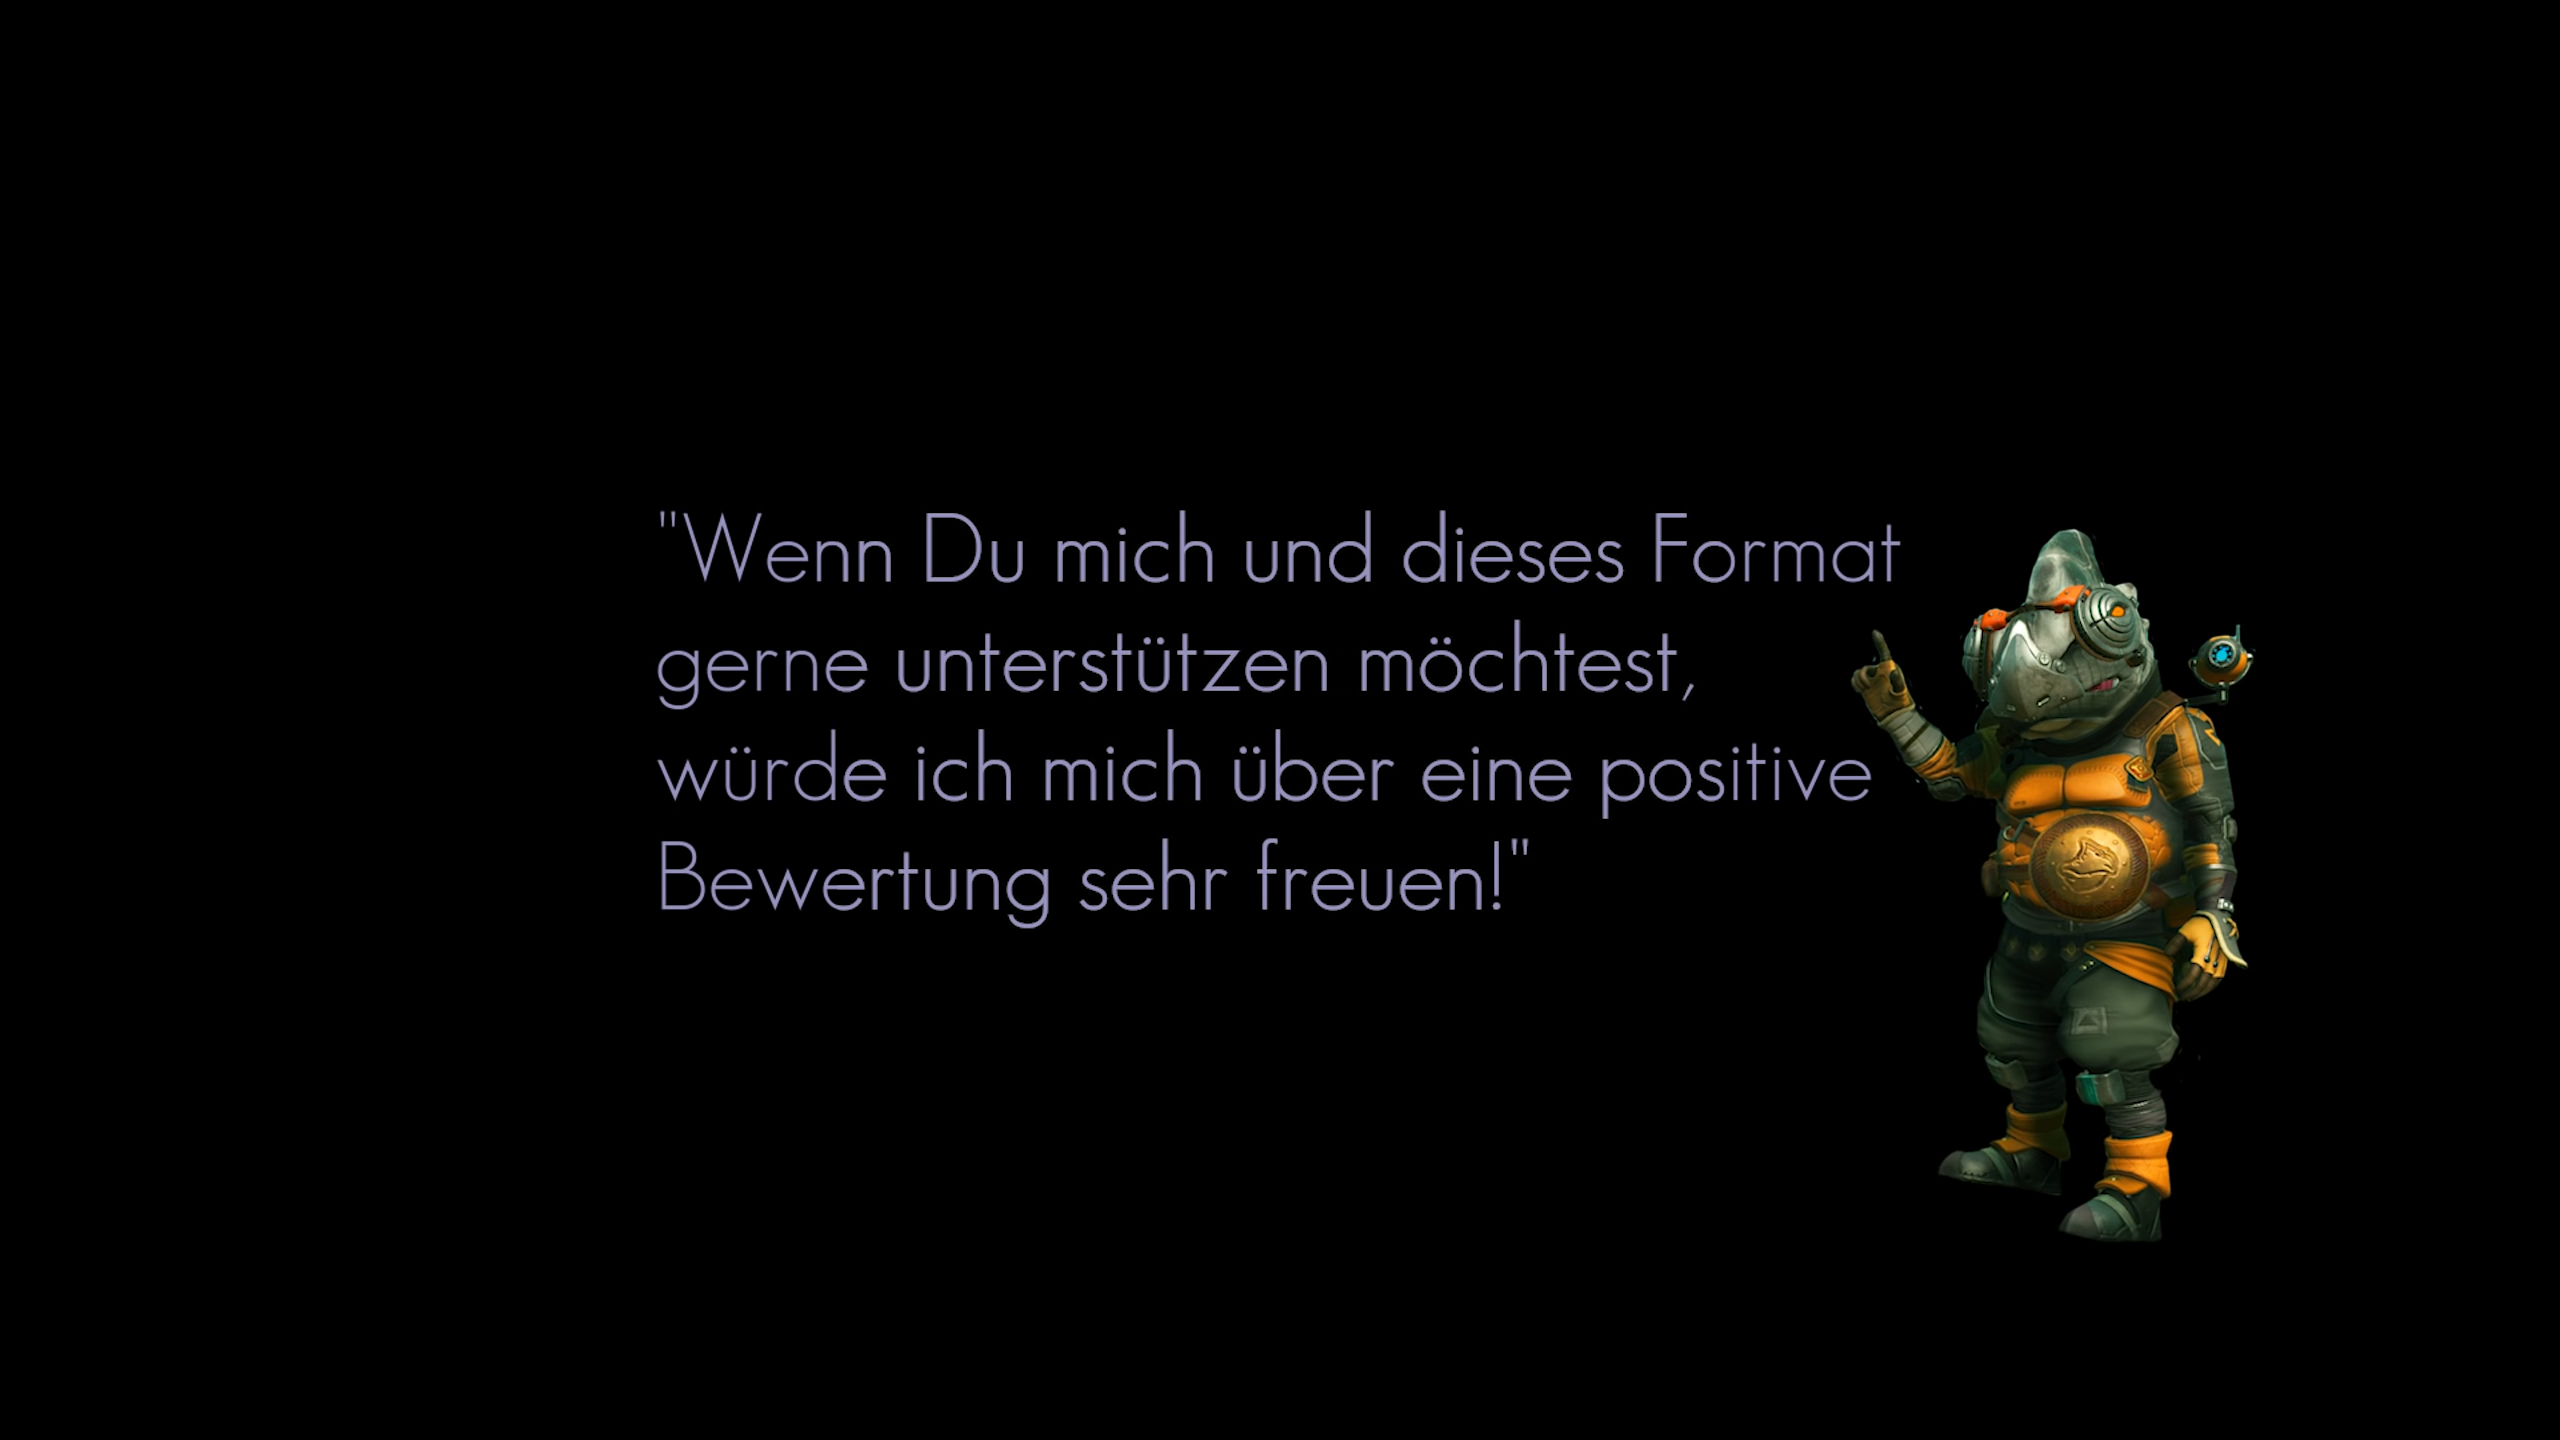 "Wenn Du mich und dieses Format
gerne unterstützen möchtest,
würde ich mich über eine positive
Bewertung sehr freuen!"